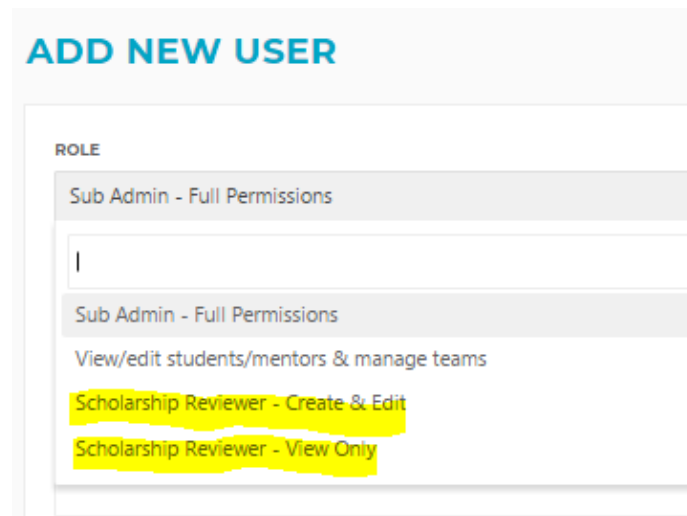 ADD NEW USER
ROLE
Sub Admin - Full Permissions
Sub Admin - Full Permissions
View/edit students/mentors & manage teams
Scholarship Reviewer - Create & Edit
Scholarship Reviewer - View Only